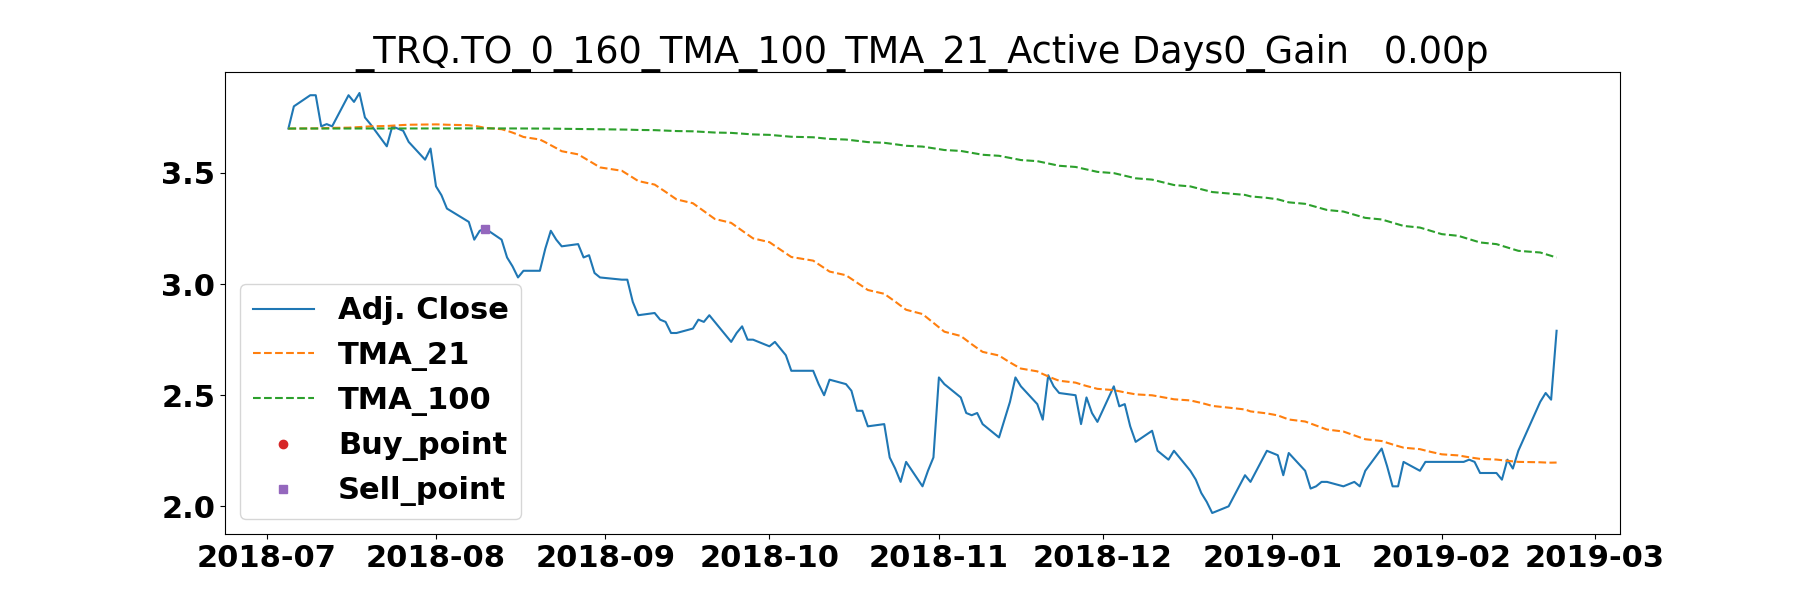 _TRQ.TO_0_160_TMA_100_TMA_21_Active Days0_Gain   0.00p
3.5
3.0
2.5
2.0
Adj. Close
TMA_21
TMA_100
Buy_point
Sell_point
2018-07 2018-08 2018-09 2018-10 2018-11 2018-12 2019-01 2019-02 2019-03